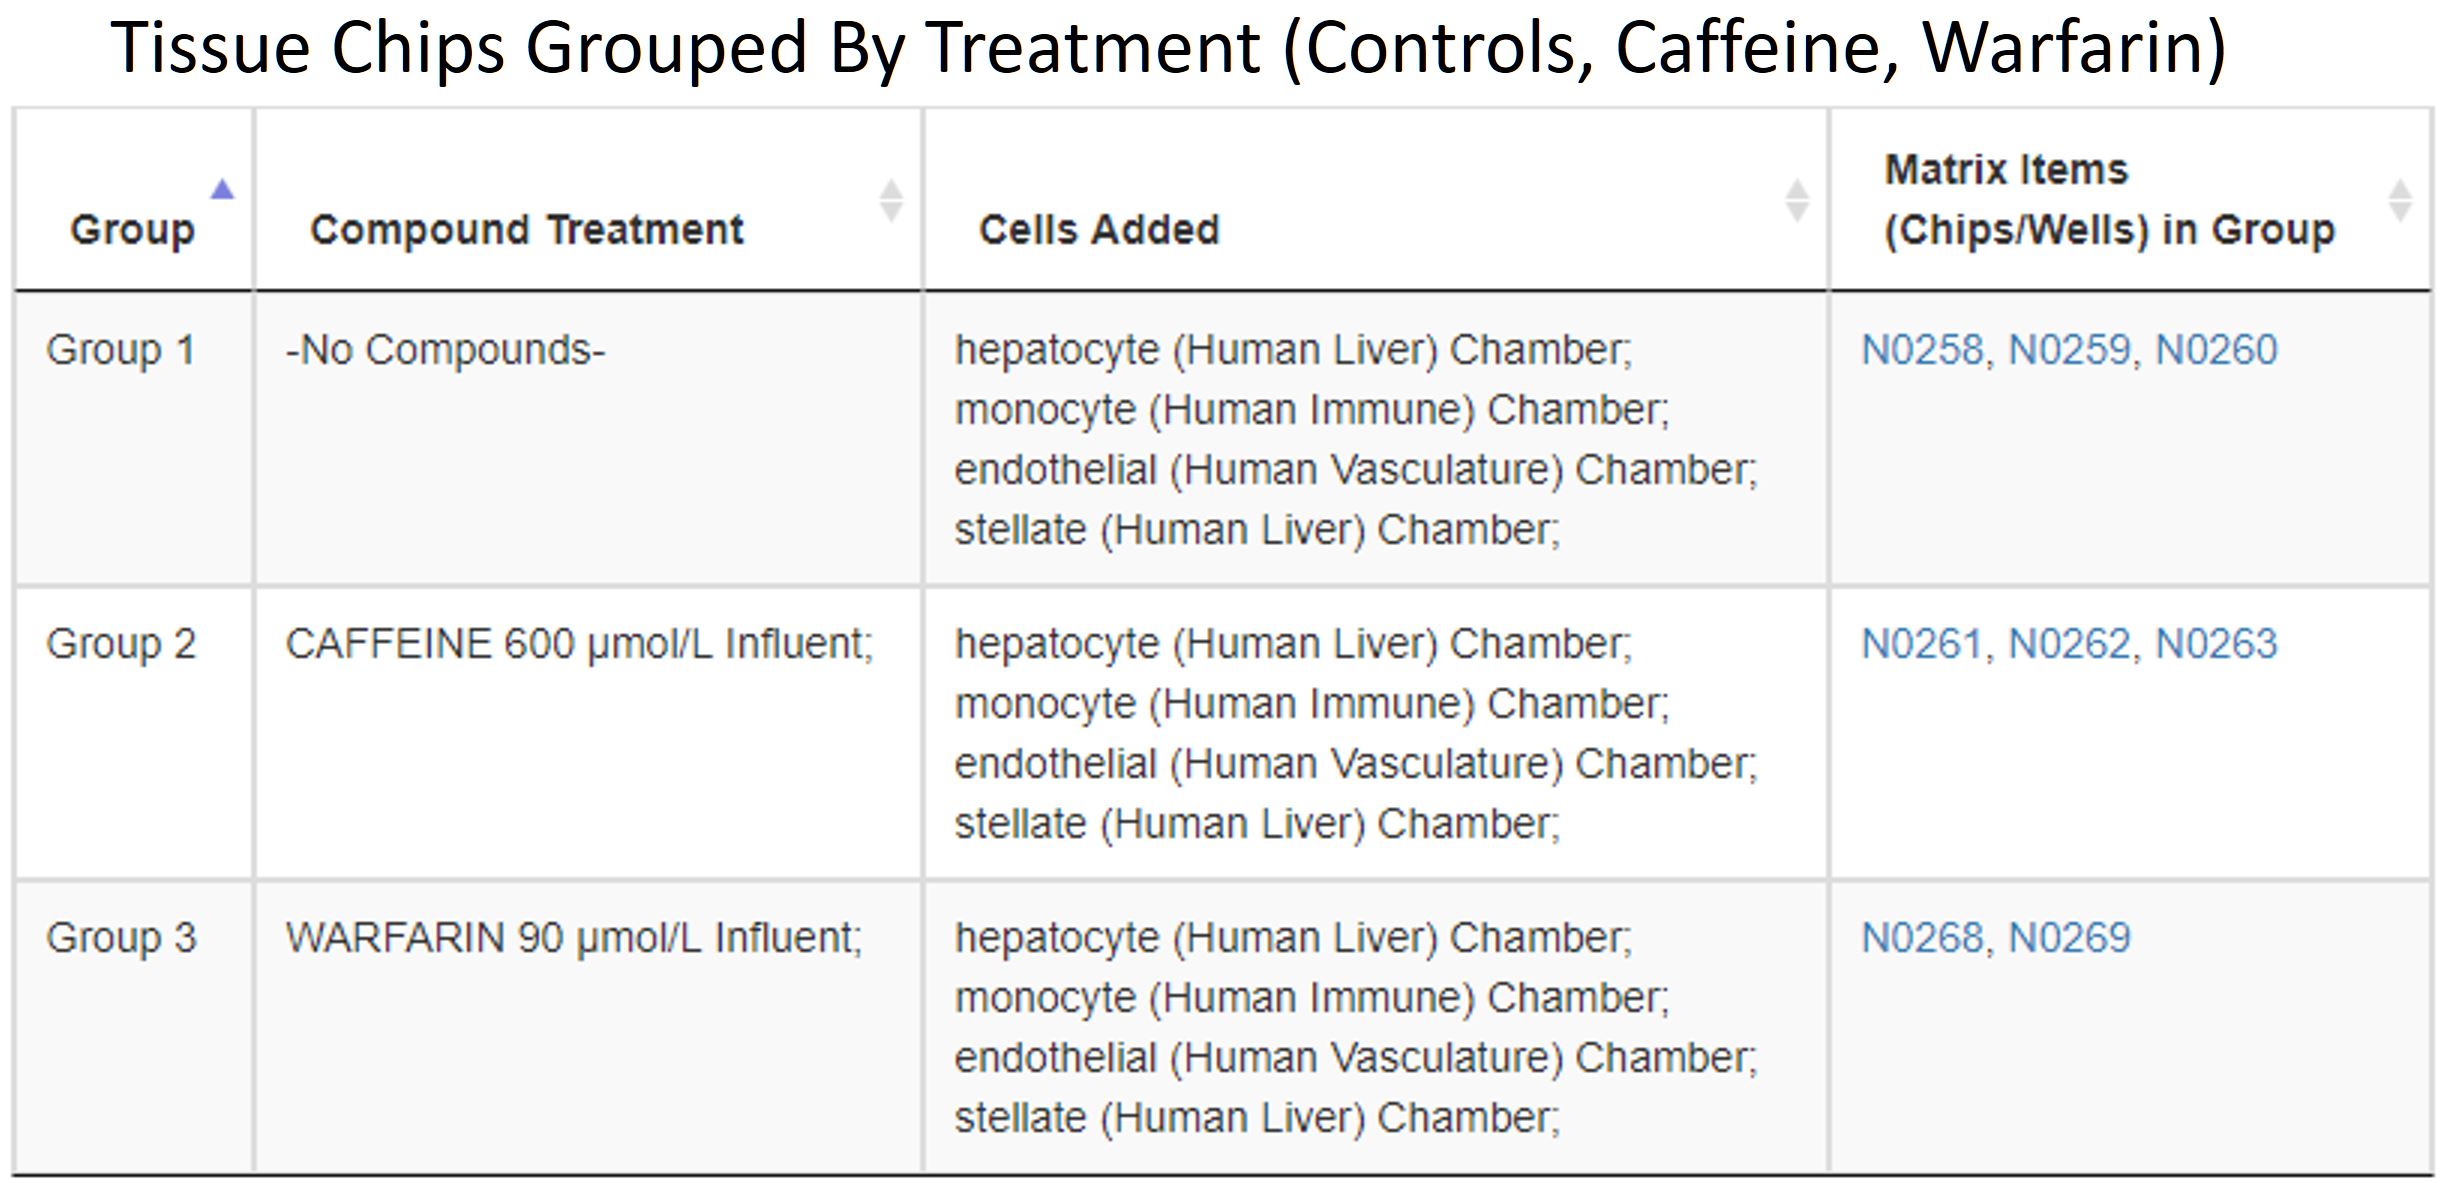 Tissue Chips Grouped By Treatment (Controls, Caffeine, Warfarin)
Group
Compound Treatment
Cells Added
Matrix Items
(Chips/Wells) in Group
Group 1
-No Compounds-
hepatocyte (Human Liver) Chamber;
monocyte (Human Immune) Chamber;
endothelial (Human Vasculature) Chamber;
stellate (Human Liver) Chamber;
N0258, N0259, N0260
Group 2
CAFFEINE 600 µmol/L Influent;
hepatocyte (Human Liver) Chamber;
monocyte (Human Immune) Chamber;
endothelial (Human Vasculature) Chamber;
stellate (Human Liver) Chamber;
N0261, N0262, N0263
Group 3
WARFARIN 90 µmol/L Influent;
hepatocyte (Human Liver) Chamber;
monocyte (Human Immune) Chamber;
endothelial (Human Vasculature) Chamber;
stellate (Human Liver) Chamber;
N0268, N0269